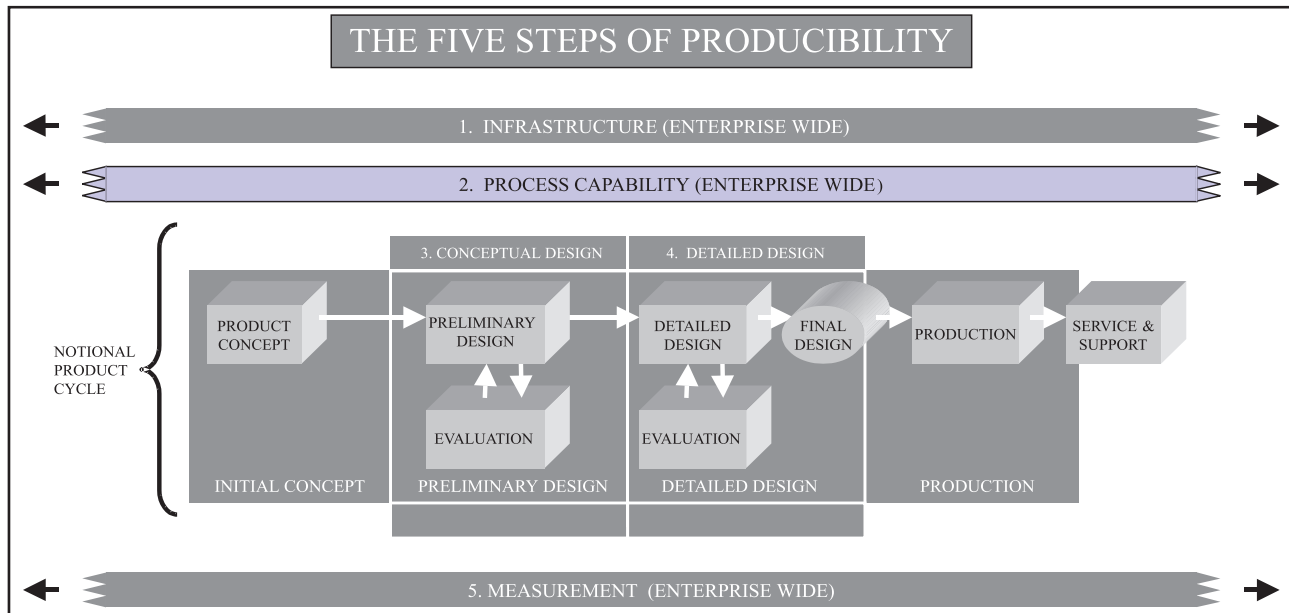 THE FIVE STEPS OF PRODUCIBILITY
1. INFRASTRUCTURE (ENTERPRISE WIDE)
2. PROCESS CAPABILITY (ENTERPRISE WIDE)
3. CONCEPTUAL DESIGN
4. DETAILED DESIGN
NOTIONAL
PRODUCT
CYCLE
PRODUCT
CONCEPT
PRELIMINARY
DESIGN
DETAILED
DESIGN
FINAL
DESIGN
PRODUCTION
SERVICE &
SUPPORT
EVALUATION
EVALUATION
INITIAL CONCEPT
PRELIMINARY DESIGN
DETAILED DESIGN
PRODUCTION
5. MEASUREMENT (ENTERPRISE WIDE)